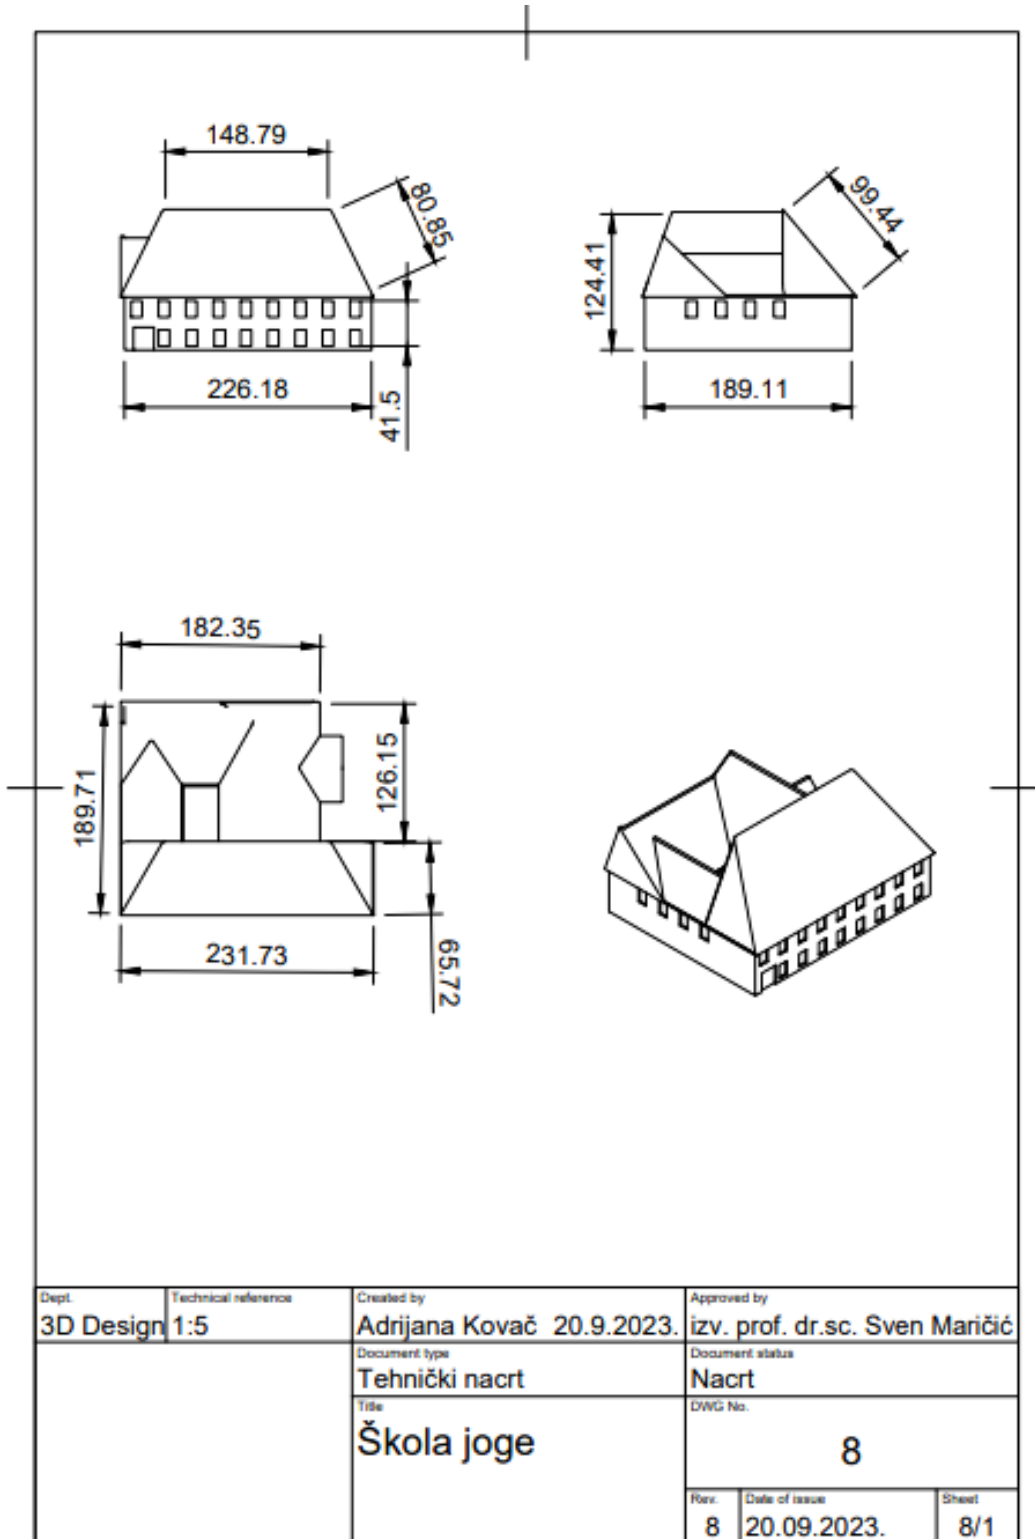 148.79
80.85
226.18
41.5
99.44
124.41
189.11
182.35
189.71
126.15
231.73
65.72
Dept.
3D Design
Technical reference
1:5
Created by
Adrijana Kovač 20.9.2023.
Approved by
izv. prof. dr.sc. Sven Maričić
Document type
Tehnički nacrt
Document status
Nacrt
Title
Škola joge
DWG No.
8
Rev.
8
Date of issue
20.09.2023.
Sheet
8/1